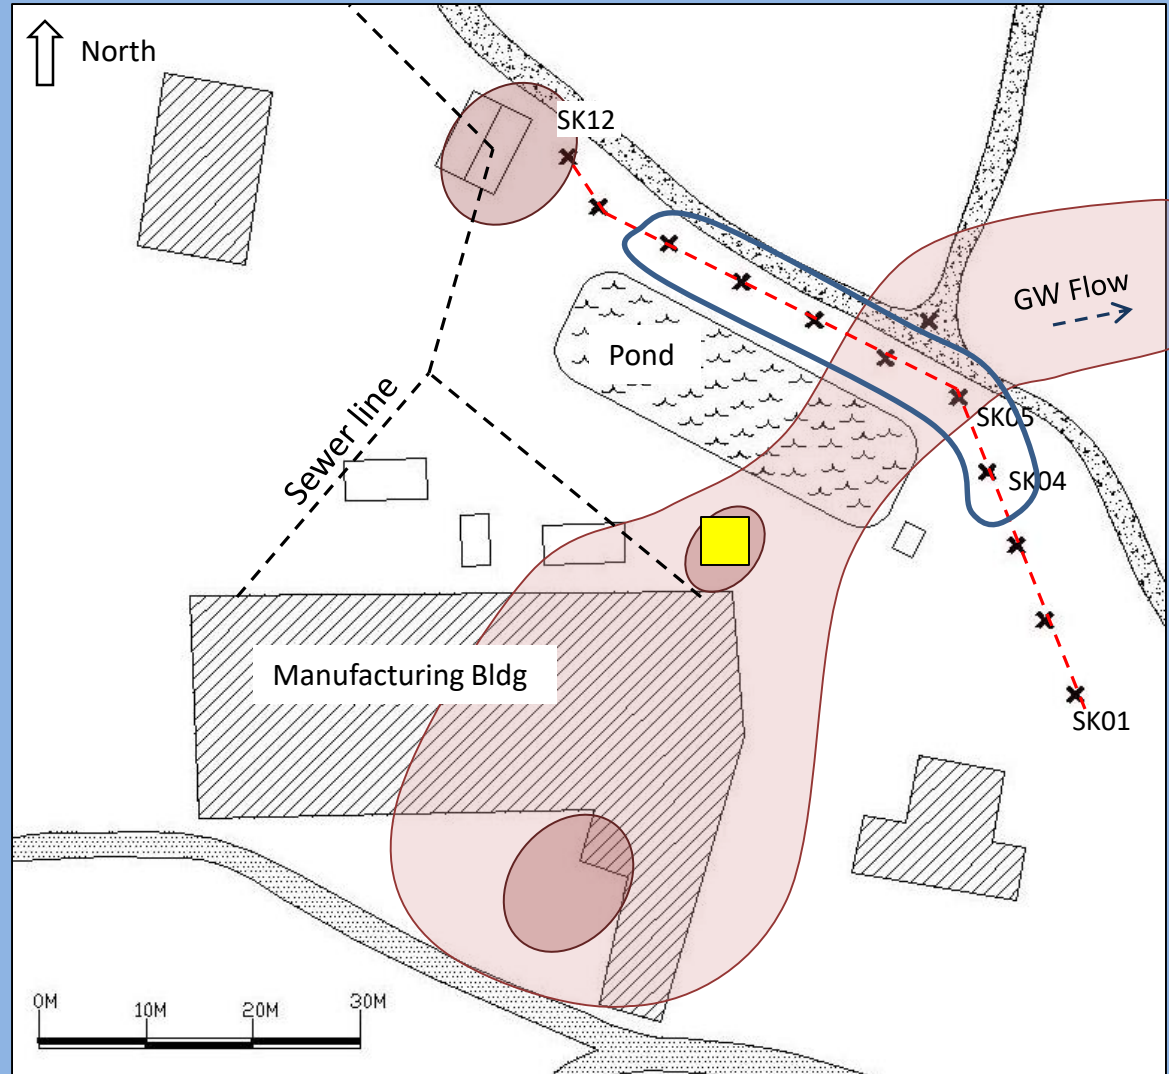 North
SK12
GW Flow
Pond
SK05
Sewer line
SK04
Manufacturing Bldg
SK01
0M 10M 20M 30M